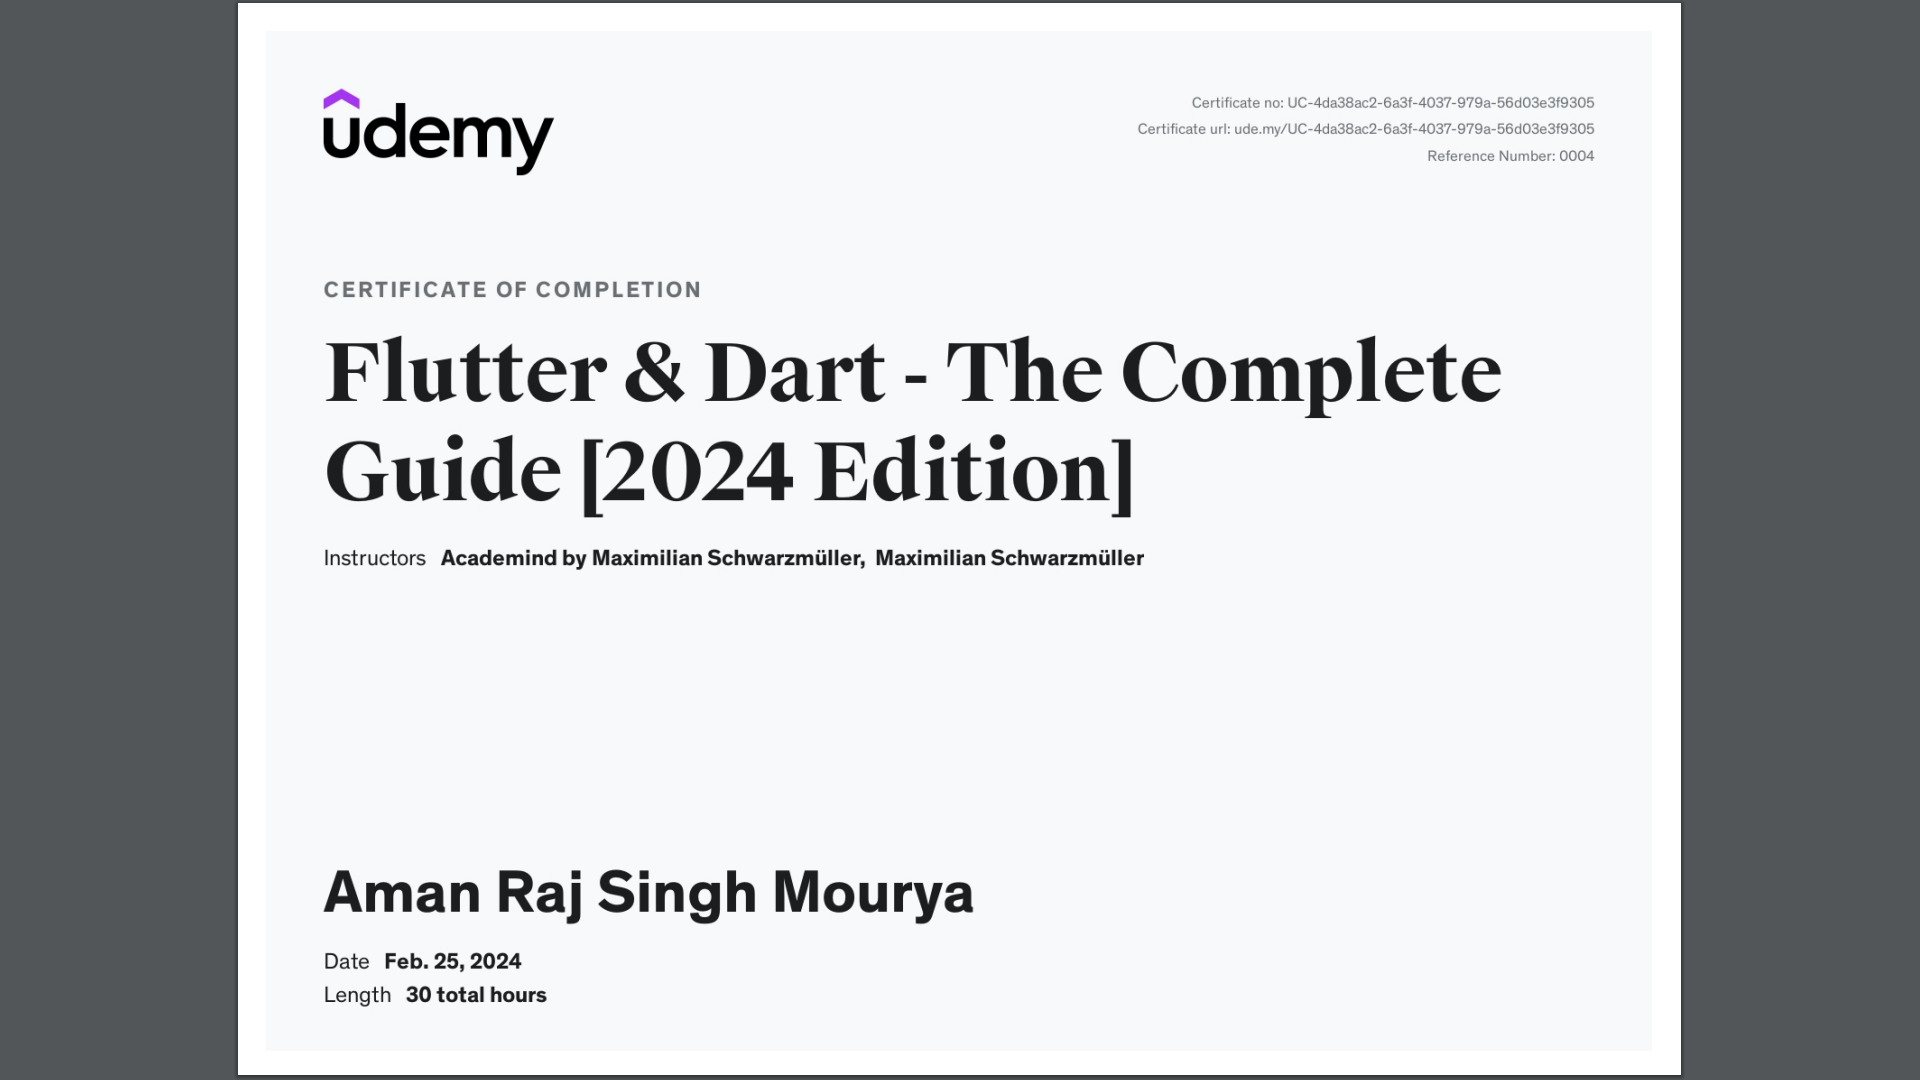 udemy
Certificate no: UC-4da38ac2-6a3f-4037-979a-56d03e3f9305
Certificate url: ude.my/UC-4da38ac2-6a3f-4037-979a-56d03e3f9305
Reference Number: 0004
CERTIFICATE OF COMPLETION
Flutter & Dart - The Complete
Guide [2024 Edition]
Instructors Academind by Maximilian Schwarzmüller, Maximilian Schwarzmüller
Aman Raj Singh Mourya
Date Feb. 25, 2024
Length 30 total hours